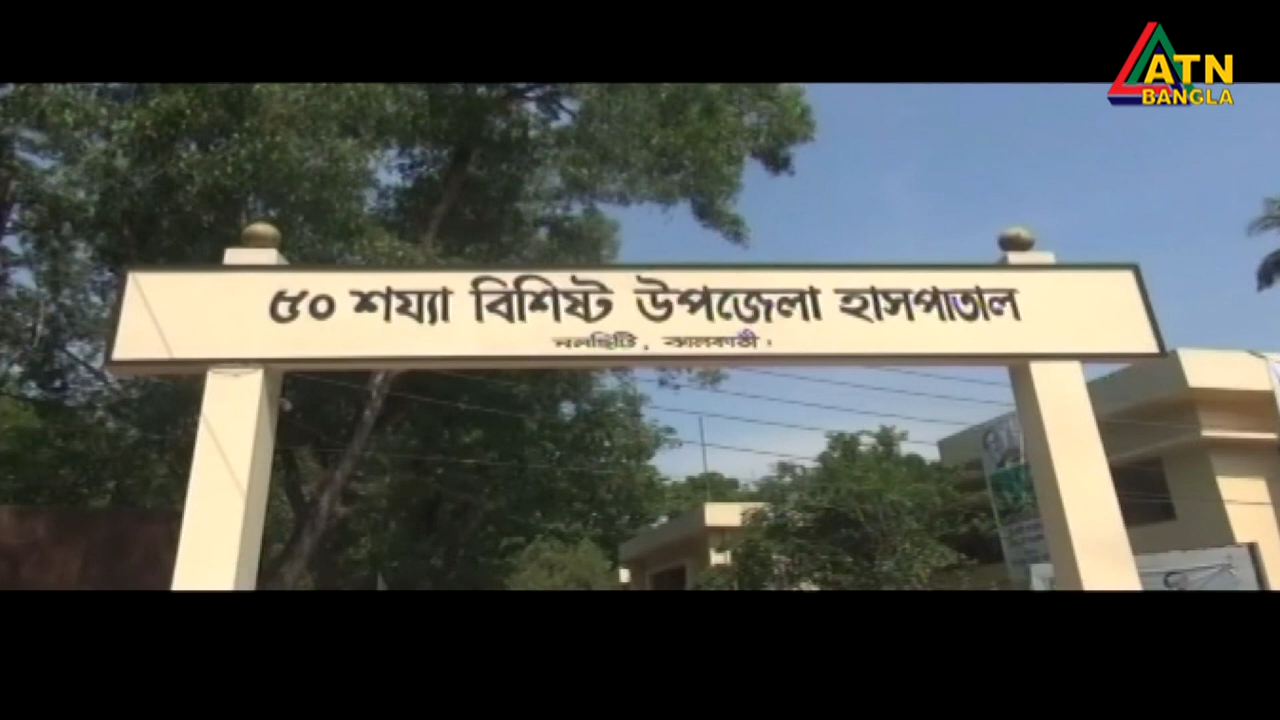 ATN
BANGLA
৫০ শয্যা বিশিষ্ট উপজেলা হাসপাতাল
নলছিটি, ঝালকাঠী।